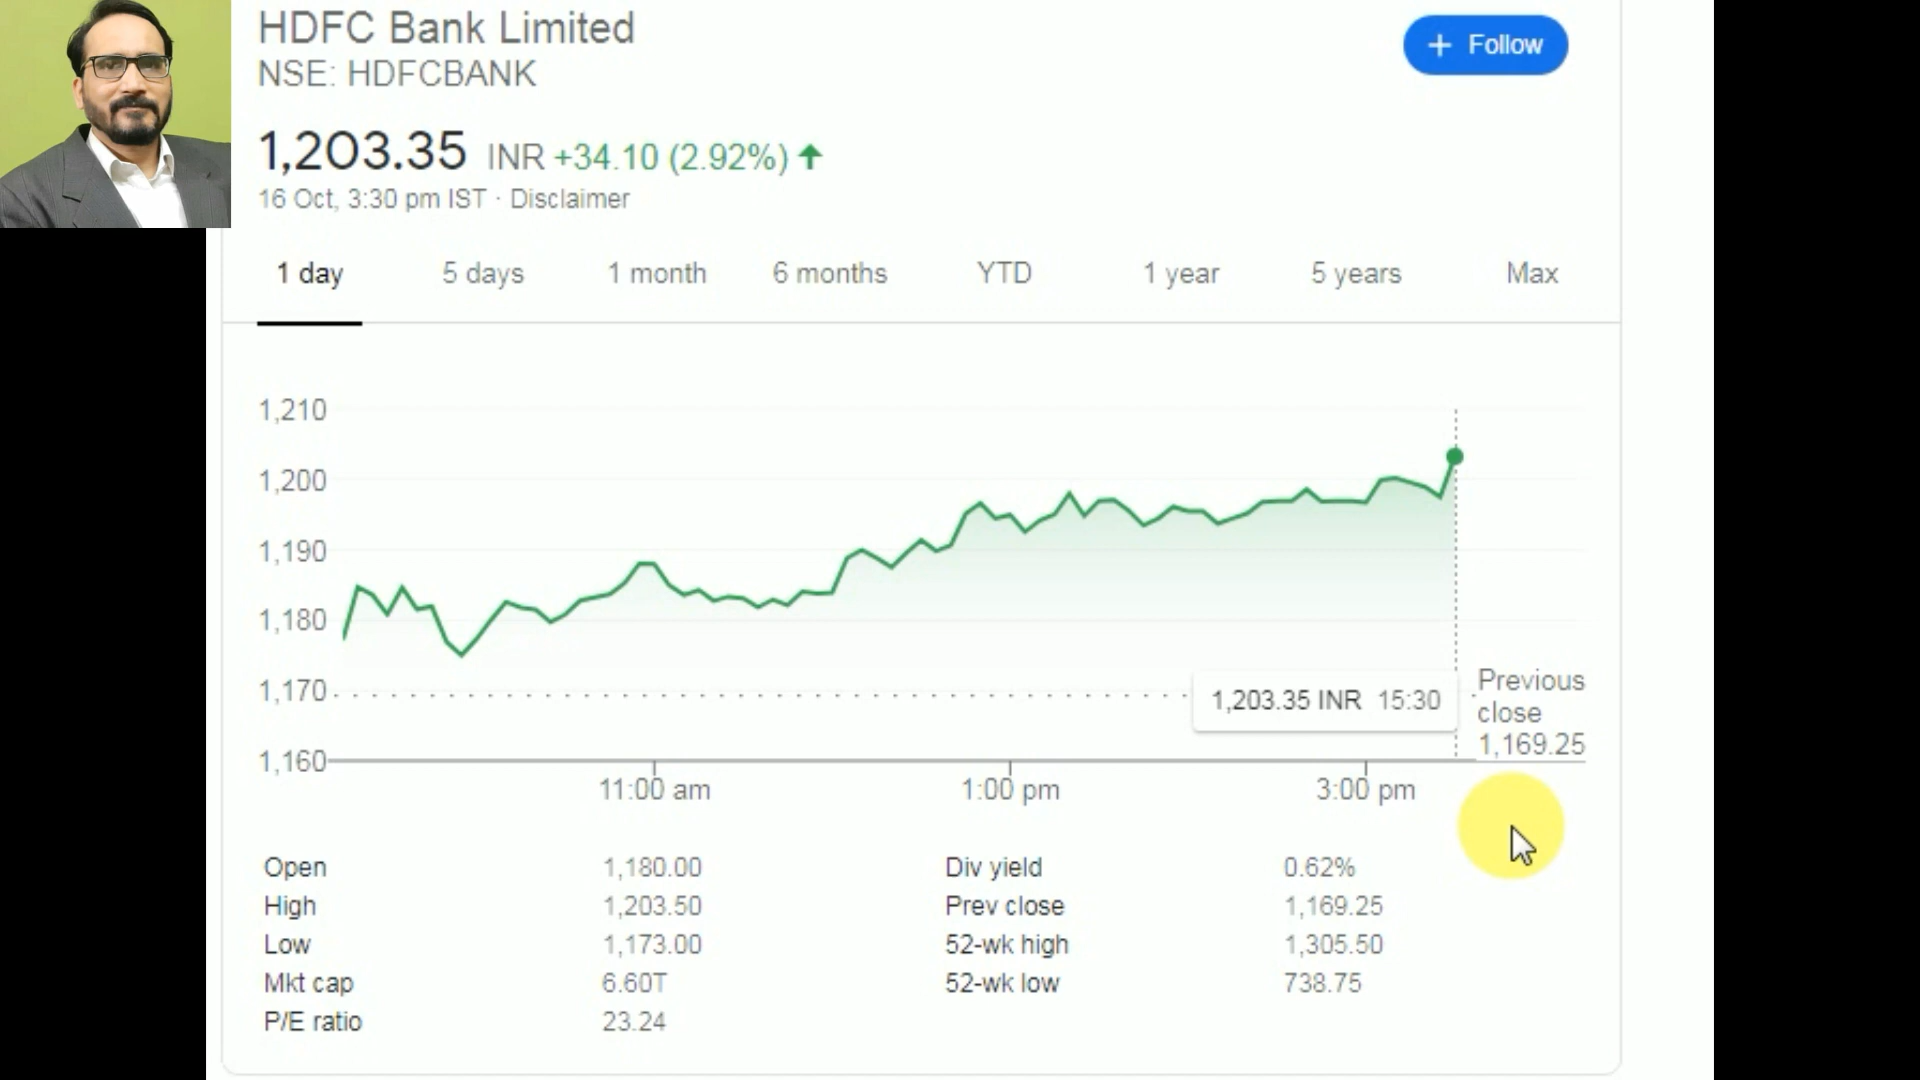 HDFC Bank Limited
NSE: HDFCBANK
+ Follow
1,203.35 INR +34.10 (2.92%)
16 Oct, 3:30 pm IST · Disclaimer
1 day 5 days 1 month 6 months YTD 1 year 5 years Max
1,210
1,200
1,190
1,180
1,170
1,160
1,203.35 INR 15:30
Previous
close
1,169.25
11:00 am 1:00 pm 3:00 pm
Open 1,180.00 Div yield 0.62%
High 1,203.50 Prev close 1,169.25
Low 1,173.00 52-wk high 1,305.50
Mkt cap 6.60T 52-wk low 738.75
P/E ratio 23.24